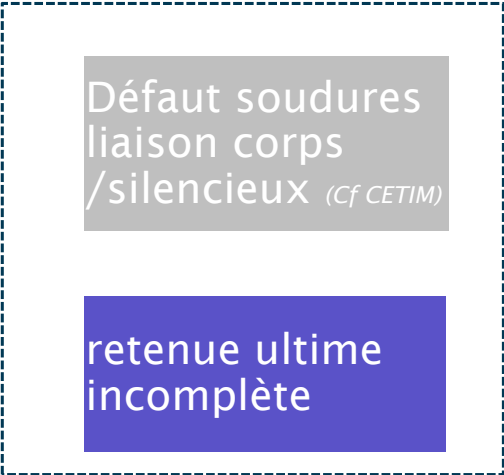 Défaut soudures
liaison corps
/silencieux (Cf CETIM)
retenue ultime
incomplète